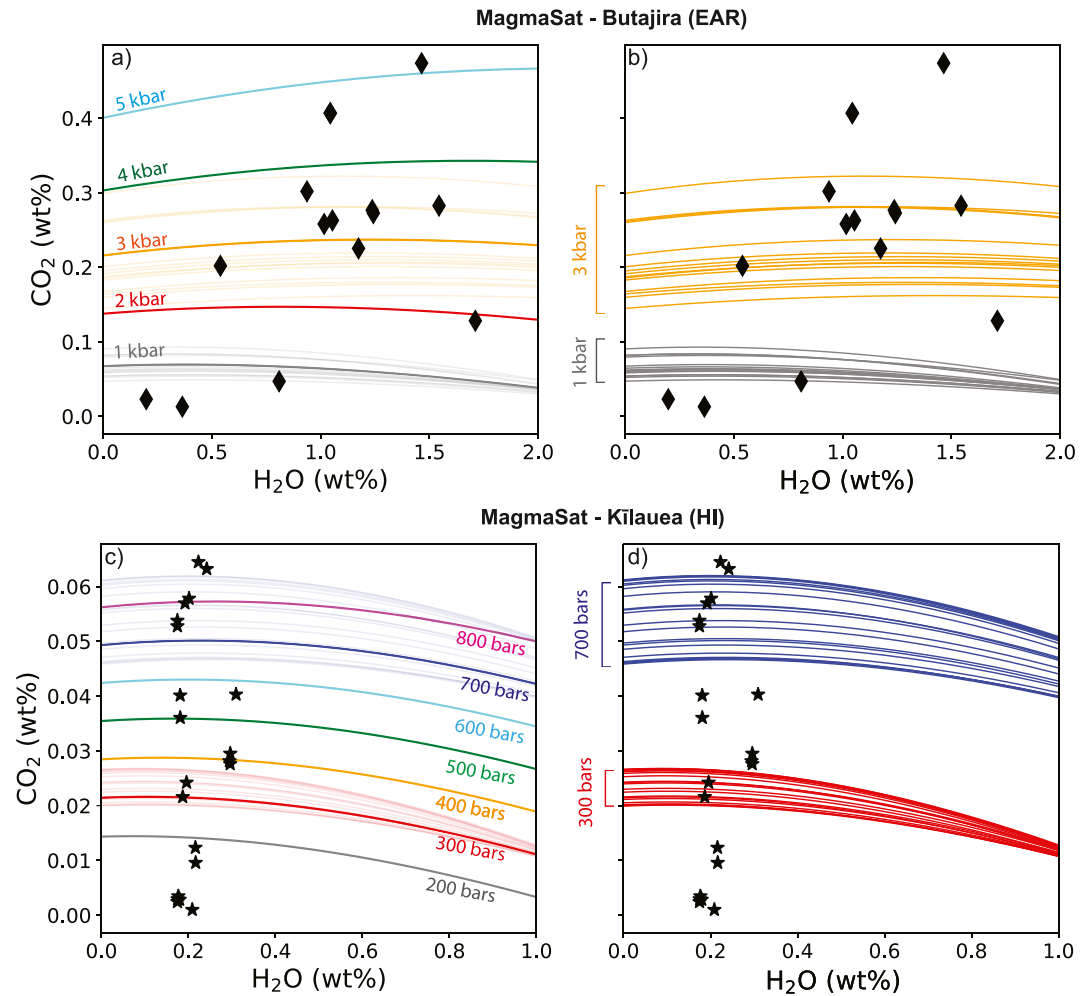 MagmaSat - Butajira (EAR)
a)
b)
5 kbar
4 kbar
3 kbar
2 kbar
1 kbar
3 kbar
1 kbar
CO₂ (wt%)
0.4
0.3
0.2
0.1
0.0
0.0 0.5 1.0 1.5 2.0
0.0 0.5 1.0 1.5 2.0
H₂O (wt%)
H₂O (wt%)
MagmaSat - Kīlauea (HI)
c)
d)
800 bars
700 bars
600 bars
500 bars
400 bars
300 bars
200 bars
700 bars
300 bars
CO₂ (wt%)
0.06
0.05
0.04
0.03
0.02
0.01
0.00
0.0 0.2 0.4 0.6 0.8 1.0
0.0 0.2 0.4 0.6 0.8 1.0
H₂O (wt%)
H₂O (wt%)